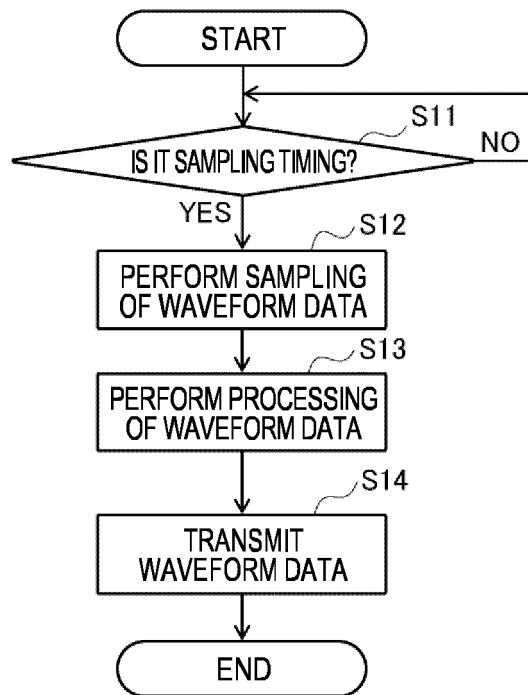 START
S11
IS IT SAMPLING TIMING?
NO
YES
S12
PERFORM SAMPLING
OF WAVEFORM DATA
S13
PERFORM PROCESSING
OF WAVEFORM DATA
S14
TRANSMIT
WAVEFORM DATA
END